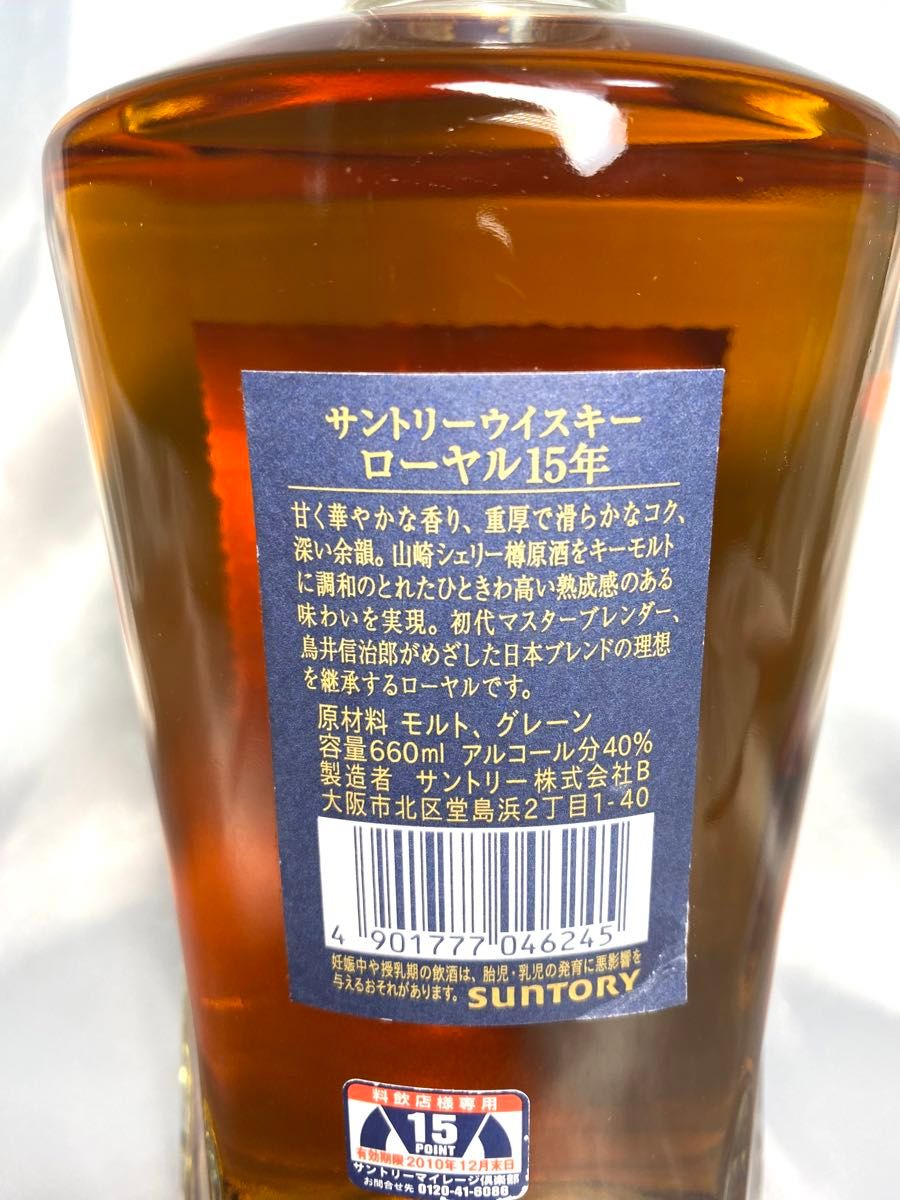 サントリーウイスキー
ローヤル15年
甘く華やかな香り、重厚で滑らかなコク、
深い余韻。山崎シェリー樽原酒をキーモルト
に調和のとれたひときわ高い熟成感のある
味わいを実現。初代マスターブレンダー、
鳥井信治郎がめざした日本ブレンドの理想
を継承するローヤルです。
原材料 モルト、グレーン
容量660ml アルコール分40%
製造者 サントリー株式会社B
大阪市北区堂島浜2丁目1-40
4 901777 046245
妊娠中や授乳期の飲酒は、胎児・乳児の発育に悪影響を
与えるおそれがあります。 SUNTORY
料飲店様専用
15
POINT
有効期限 2010年12月末日
サントリーマイレージ倶楽部
お問合せ先 0120-41-6086